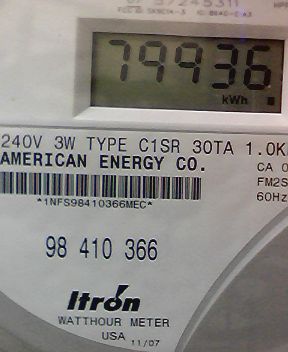 79936
kWh
240V 3W TYPE C1SR 30TA 1.0K
AMERICAN ENERGY CO.
CA 0
FM2S
60Hz
*1NFS98410366MEC*
98 410 366
Itron
WATTHOUR METER
USA 11/07